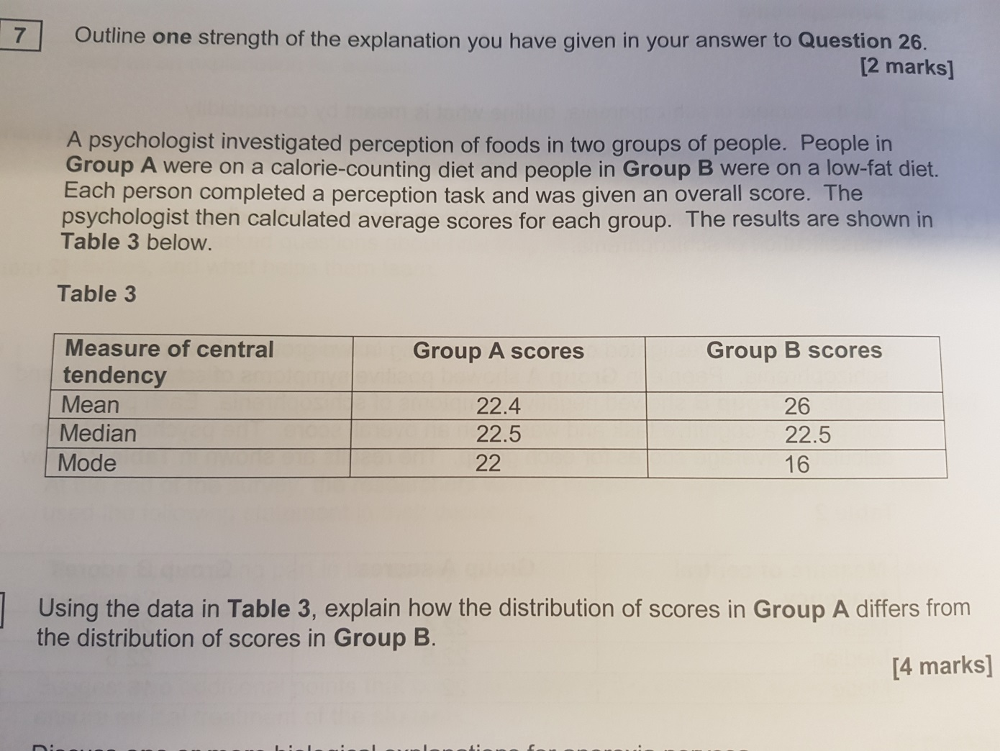 7 Outline one strength of the explanation you have given in your answer to Question 26.
[2 marks]
A psychologist investigated perception of foods in two groups of people. People in
Group A were on a calorie-counting diet and people in Group B were on a low-fat diet.
Each person completed a perception task and was given an overall score. The
psychologist then calculated average scores for each group. The results are shown in
Table 3 below.
Table 3
Measure of central tendency Group A scores Group B scores
Mean 22.4 26
Median 22.5 22.5
Mode 22 16
Using the data in Table 3, explain how the distribution of scores in Group A differs from
the distribution of scores in Group B.
[4 marks]